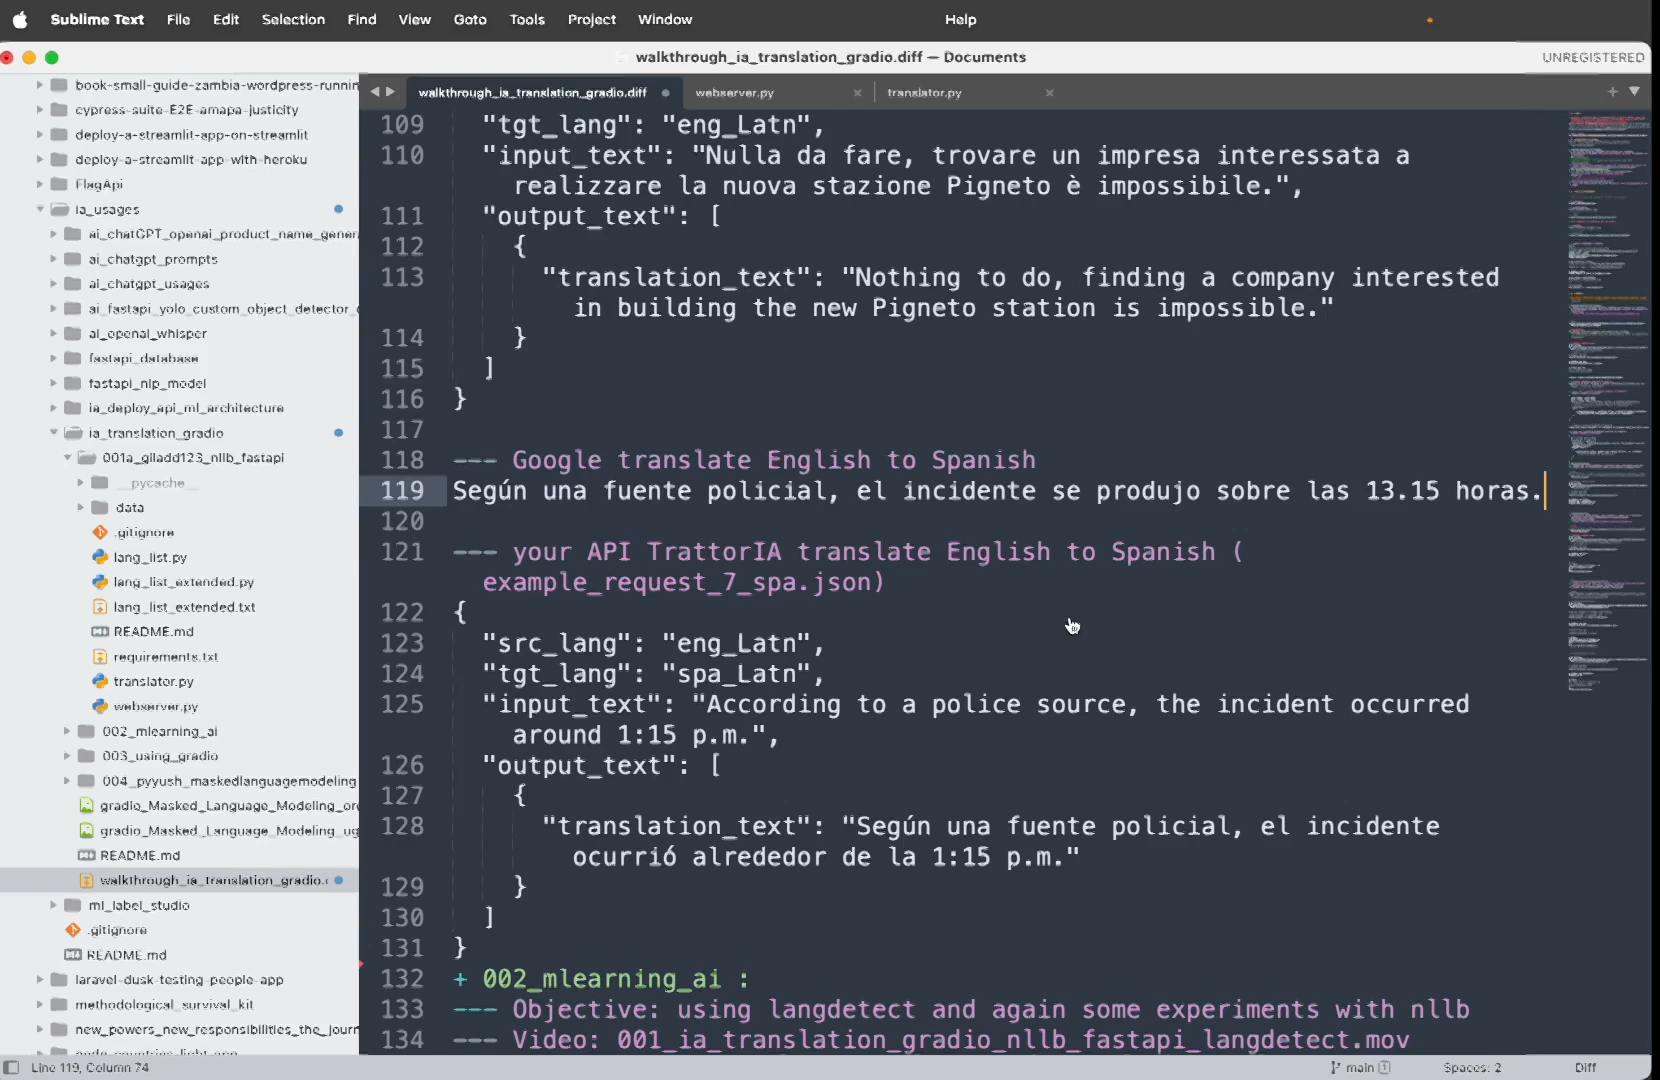 Sublime Text File Edit Selection Find View Goto Tools Project Window Help
walkthrough_ia_translation_gradio.diff — Documents
UNREGISTERED
book-small-guide-zambia-wordpress-runnin
cypress-suite-E2E-amapa-justicity
deploy-a-streamlit-app-on-streamlit
deploy-a-streamlit-app-with-heroku
FlagApi
ia_usages
ai_chatGPT_openai_product_name_gener
ai_chatgpt_prompts
ai_chatgpt_usages
ai_fastapi_yolo_custom_object_detector_
ai_openai_whisper
fastapi_database
fastapi_nlp_model
ia_deploy_api_ml_architecture
ia_translation_gradio
001a_giladd123_nllb_fastapi
__pycache__
data
.gitignore
lang_list.py
lang_list_extended.py
lang_list_extended.txt
README.md
requirements.txt
translator.py
webserver.py
002_mlearning_ai
003_using_gradio
004_pyyush_maskedlanguagemodeling
gradio_Masked_Language_Modeling_or
gradio_Masked_Language_Modeling_ug
README.md
walkthrough_ia_translation_gradio.
ml_label_studio
.gitignore
README.md
laravel-dusk-testing-people-app
methodological_survival_kit
new_powers_new_responsibilities_the_journ
walkthrough_ia_translation_gradio.diff webserver.py translator.py
109 "tgt_lang": "eng_Latn",
110 "input_text": "Nulla da fare, trovare un impresa interessata a
realizzare la nuova stazione Pigneto è impossibile.",
111 "output_text": [
112 {
113 "translation_text": "Nothing to do, finding a company interested
in building the new Pigneto station is impossible."
114 }
115 ]
116 }
117
118 --- Google translate English to Spanish
119 Según una fuente policial, el incidente se produjo sobre las 13.15 horas.
120
121 --- your API TrattorIA translate English to Spanish (
example_request_7_spa.json)
122 {
123 "src_lang": "eng_Latn",
124 "tgt_lang": "spa_Latn",
125 "input_text": "According to a police source, the incident occurred
around 1:15 p.m.",
126 "output_text": [
127 {
128 "translation_text": "Según una fuente policial, el incidente
ocurrió alrededor de la 1:15 p.m."
129 }
130 ]
131 }
132 + 002_mlearning_ai :
133 --- Objective: using langdetect and again some experiments with nllb
134 --- Video: 001_ia_translation_gradio_nllb_fastapi_langdetect.mov
Line 119, Column 74
main 1
Spaces: 2
Diff